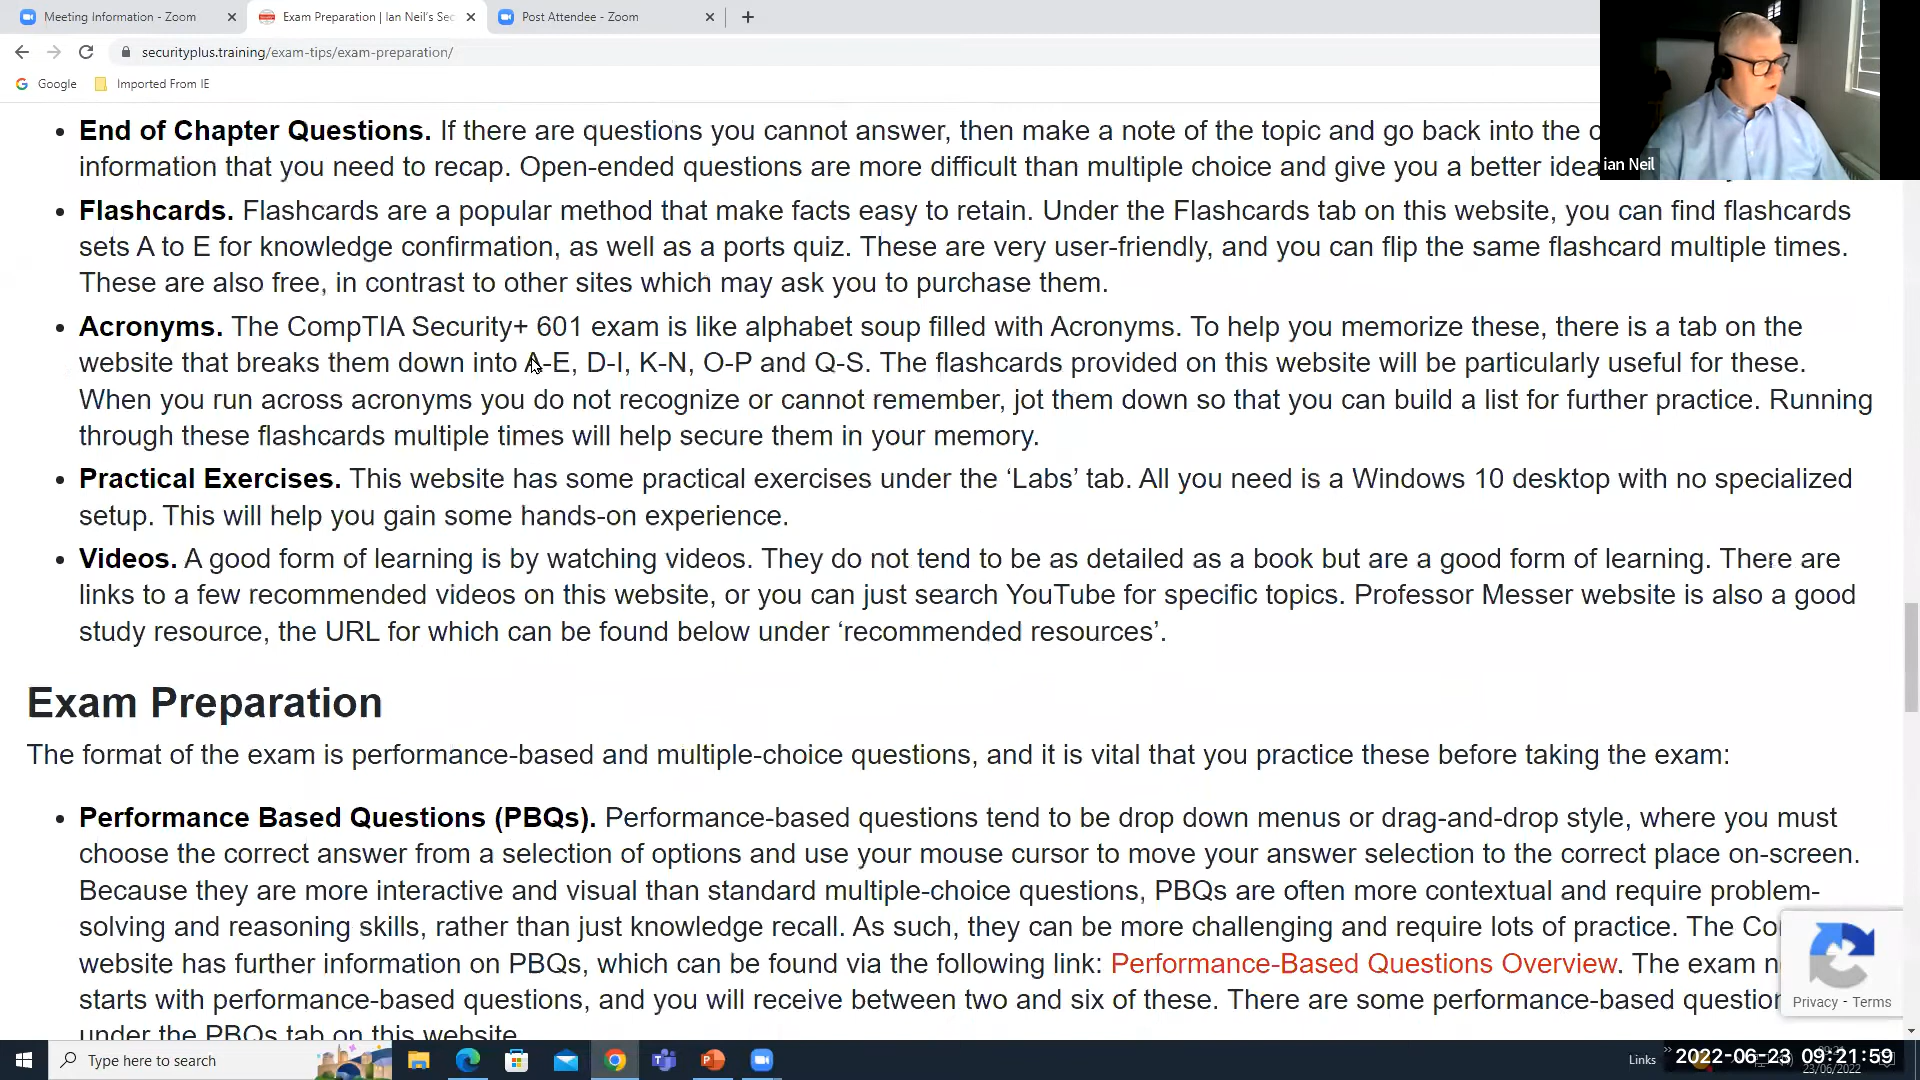 Meeting Information - Zoom
Exam Preparation | Ian Neil's Sec
Post Attendee - Zoom
securityplus.training/exam-tips/exam-preparation/
Google
Imported From IE
ian Neil
End of Chapter Questions. If there are questions you cannot answer, then make a note of the topic and go back into the
information that you need to recap. Open-ended questions are more difficult than multiple choice and give you a better idea
Flashcards. Flashcards are a popular method that make facts easy to retain. Under the Flashcards tab on this website, you can find flashcards
sets A to E for knowledge confirmation, as well as a ports quiz. These are very user-friendly, and you can flip the same flashcard multiple times.
These are also free, in contrast to other sites which may ask you to purchase them.
Acronyms. The CompTIA Security+ 601 exam is like alphabet soup filled with Acronyms. To help you memorize these, there is a tab on the
website that breaks them down into A-E, D-I, K-N, O-P and Q-S. The flashcards provided on this website will be particularly useful for these.
When you run across acronyms you do not recognize or cannot remember, jot them down so that you can build a list for further practice. Running
through these flashcards multiple times will help secure them in your memory.
Practical Exercises. This website has some practical exercises under the ‘Labs’ tab. All you need is a Windows 10 desktop with no specialized
setup. This will help you gain some hands-on experience.
Videos. A good form of learning is by watching videos. They do not tend to be as detailed as a book but are a good form of learning. There are
links to a few recommended videos on this website, or you can just search YouTube for specific topics. Professor Messer website is also a good
study resource, the URL for which can be found below under ‘recommended resources’.
Exam Preparation
The format of the exam is performance-based and multiple-choice questions, and it is vital that you practice these before taking the exam:
Performance Based Questions (PBQs). Performance-based questions tend to be drop down menus or drag-and-drop style, where you must
choose the correct answer from a selection of options and use your mouse cursor to move your answer selection to the correct place on-screen.
Because they are more interactive and visual than standard multiple-choice questions, PBQs are often more contextual and require problem-
solving and reasoning skills, rather than just knowledge recall. As such, they can be more challenging and require lots of practice. The Co
website has further information on PBQs, which can be found via the following link: Performance-Based Questions Overview. The exam n
starts with performance-based questions, and you will receive between two and six of these. There are some performance-based question
under the PBQs tab on this website.
Privacy - Terms
Type here to search
Links
2022-06-23 09:21:59
23/06/2022